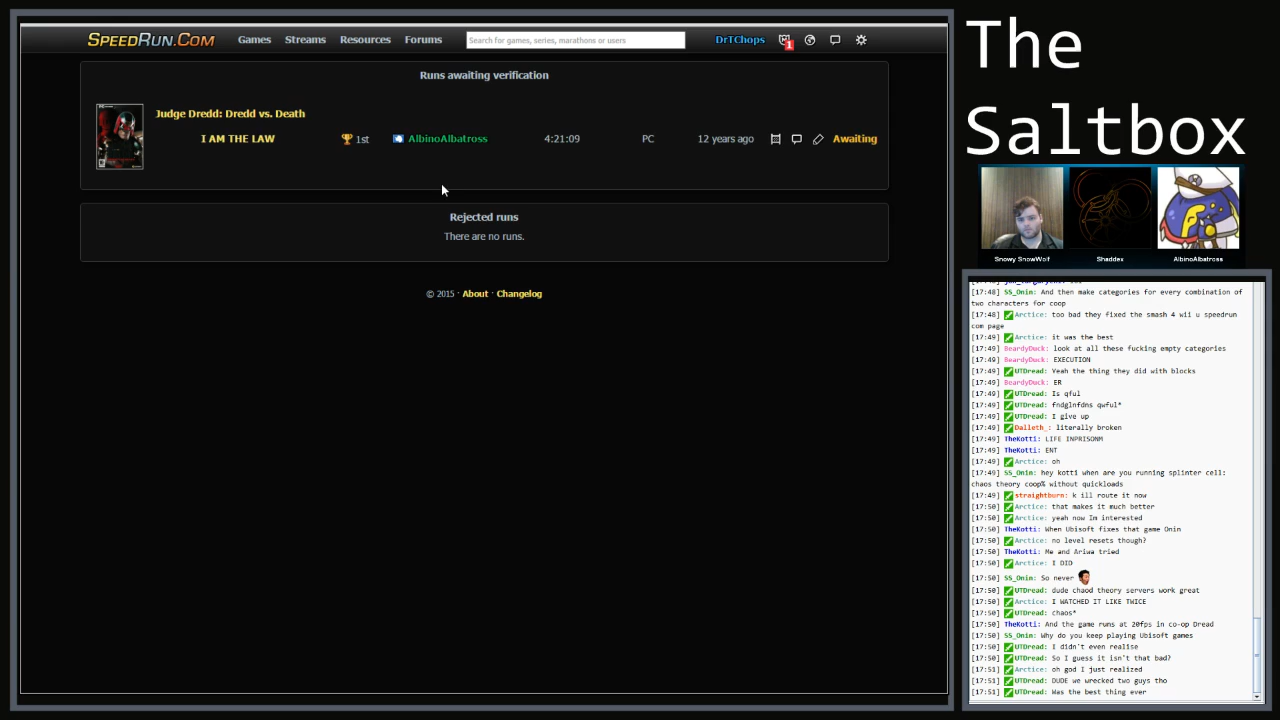 SPEEDRUN.COM Games Streams Resources Forums Search for games, series, marathons or users DrTChops 1
Runs awaiting verification
Judge Dredd: Dredd vs. Death
I AM THE LAW 1st AlbinoAlbatross 4:21:09 PC 12 years ago Awaiting
Rejected runs
There are no runs.
© 2015 · About · Changelog
The
Saltbox
Snowy SnowWolf Shaddex AlbinoAlbatross
[17:48] SS_Onin: And then make categories for every combination of
two characters for coop
[17:48] Arctice: too bad they fixed the smash 4 wii u speedrun
com page
[17:49] Arctice: it was the best
[17:49] BeardyDuck: look at all these fucking empty categories
[17:49] BeardyDuck: EXECUTION
[17:49] UTDread: Yeah the thing they did with blocks
[17:49] BeardyDuck: ER
[17:49] UTDread: Is qful
[17:49] UTDread: fndglnfdns qwful*
[17:49] UTDread: I give up
[17:49] Dalleth_: literally broken
[17:49] TheKotti: LIFE INPRISONM
[17:49] TheKotti: ENT
[17:49] Arctice: oh
[17:49] SS_Onin: hey kotti when are you running splinter cell:
chaos theory coop% without quickloads
[17:49] straightburn: k ill route it now
[17:50] Arctice: that makes it much better
[17:50] Arctice: yeah now Im interested
[17:50] TheKotti: When Ubisoft fixes that game Onin
[17:50] Arctice: no level resets though?
[17:50] TheKotti: Me and Ariwa tried
[17:50] Arctice: I DID
[17:50] SS_Onin: So never
[17:50] UTDread: dude chaod theory servers work great
[17:50] Arctice: I WATCHED IT LIKE TWICE
[17:50] UTDread: chaos*
[17:50] TheKotti: And the game runs at 20fps in co-op Dread
[17:50] SS_Onin: Why do you keep playing Ubisoft games
[17:50] UTDread: I didn't even realise
[17:50] UTDread: So I guess it isn't that bad?
[17:51] Arctice: oh god I just realized
[17:51] UTDread: DUDE we wrecked two guys tho
[17:51] UTDread: Was the best thing ever